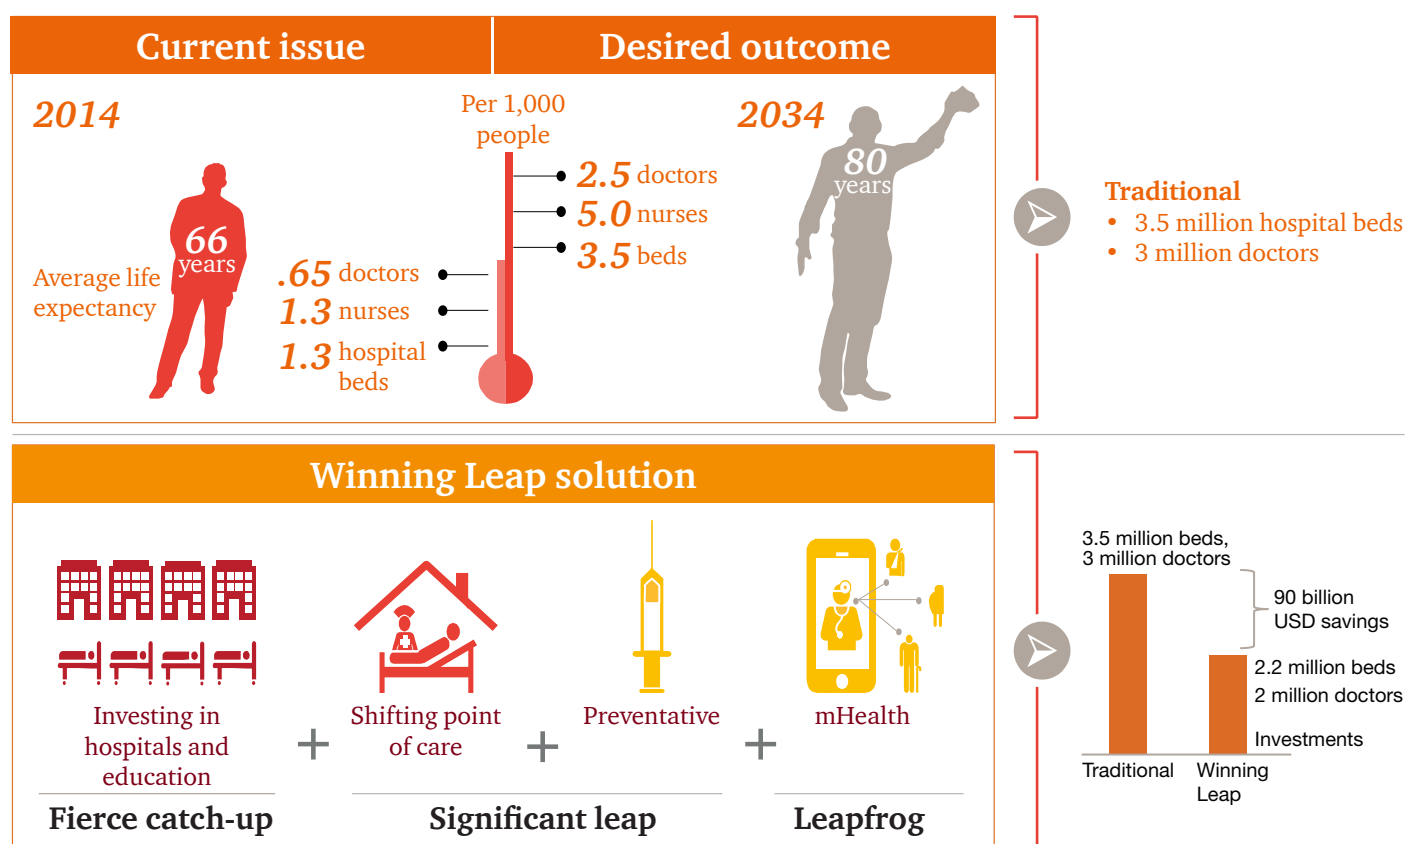 Current issue
Desired outcome
2014
Per 1,000
people
2034
66
years
Average life
expectancy
.65 doctors
1.3 nurses
1.3 hospital
beds
2.5 doctors
5.0 nurses
3.5 beds
80
years
Traditional
• 3.5 million hospital beds
• 3 million doctors
Winning Leap solution
Investing in
hospitals and
education
+
Shifting point
of care
+
Preventative
+
mHealth
Fierce catch-up
Significant leap
Leapfrog
3.5 million beds,
3 million doctors
90 billion
USD savings
2.2 million beds
2 million doctors
Investments
Traditional
Winning
Leap